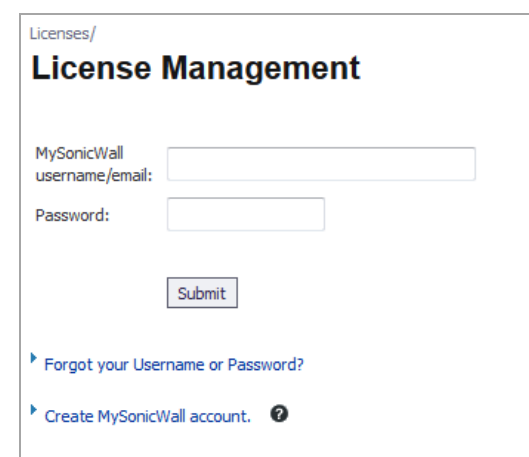 Licenses/
License Management
MySonicWall
username/email:
Password:
Submit
Forgot your Username or Password?
Create MySonicWall account. ?